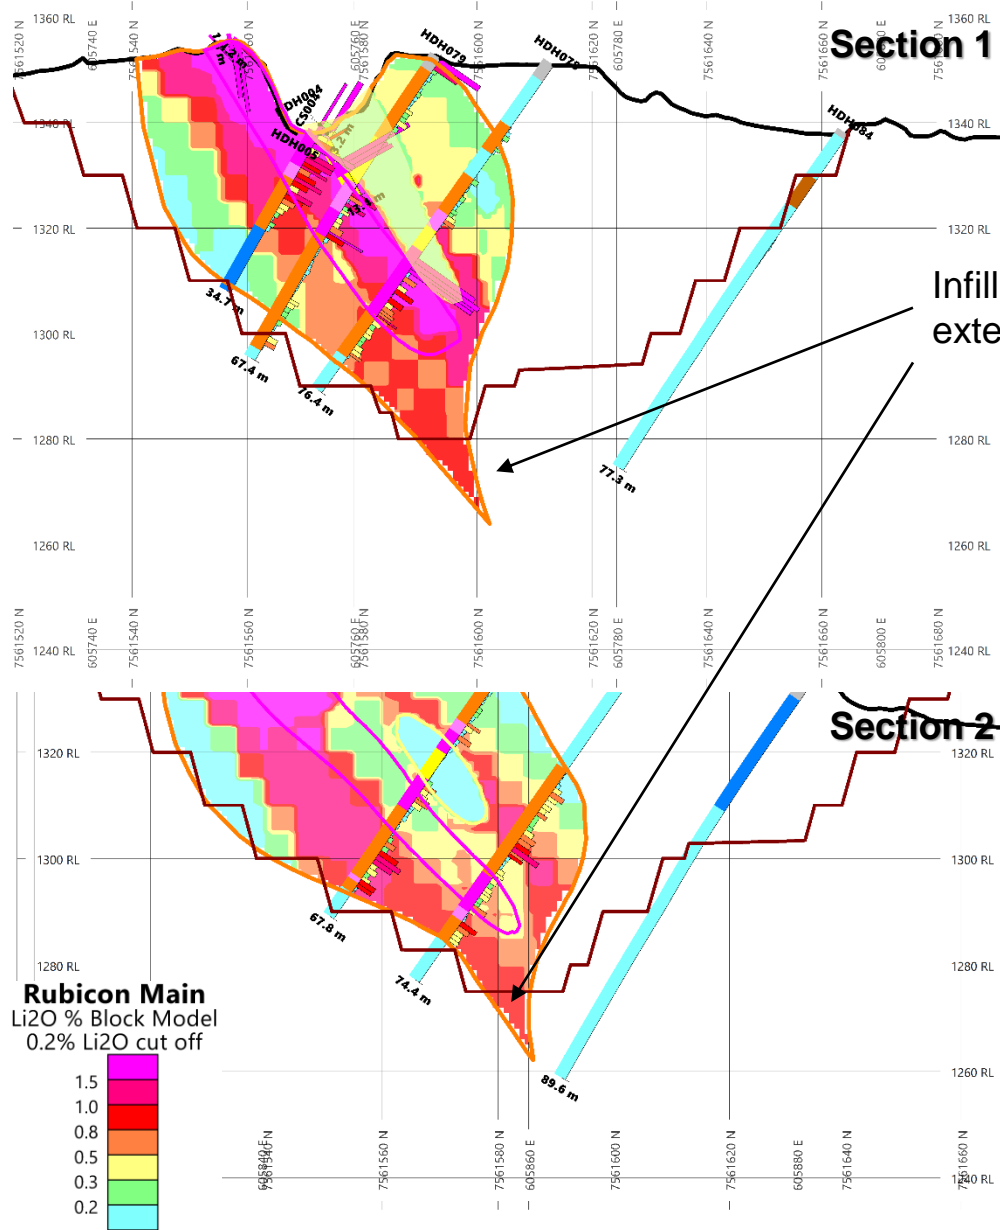 1360 RL
7561520 N
605740 E
7561540 N
7561560 N
605760 E
7561580 N
HDH079
7561600 N
HDH078
7561620 N
605780 E
7561640 N
7561660 N
1360 RL
Section 1
1340 RL
HDH005
HDH084
1340 RL
1320 RL
1320 RL
34.7 m
1300 RL
67.4 m
76.4 m
1300 RL
Infill
exte
1280 RL
77.3 m
1280 RL
1260 RL
1260 RL
7561520 N
605740 E
7561540 N
7561560 N
605760 E
7561580 N
7561600 N
7561620 N
605780 E
7561640 N
7561660 N
605800 E
7561680 N
1240 RL
1240 RL
Section 2
1320 RL
1320 RL
1300 RL
67.8 m
1300 RL
1280 RL
74.4 m
1280 RL
89.6 m
1260 RL
Rubicon Main
Li2O % Block Model
0.2% Li2O cut off
1.5
1.0
0.8
0.5
0.3
0.2
605840 E
7561540 N
7561560 N
7561580 N
605860 E
7561600 N
7561620 N
605880 E
7561640 N
7561660 N
1240 RL